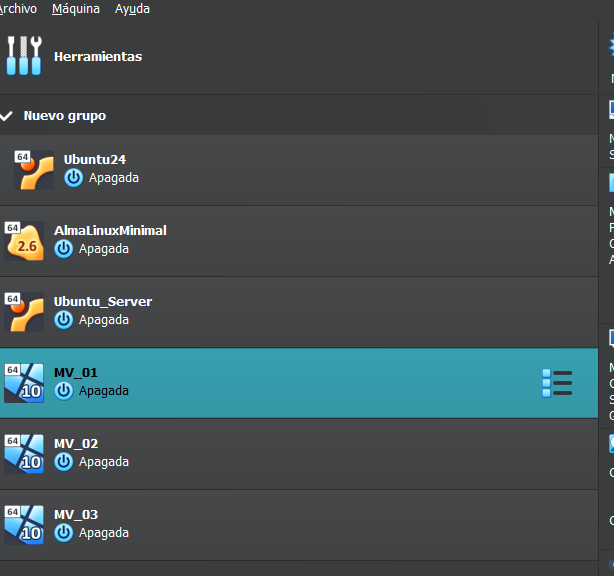 Archivo Máquina Ayuda
Herramientas
Nuevo grupo
64
Ubuntu24
Apagada
64
2.6
AlmaLinuxMinimal
Apagada
64
Ubuntu_Server
Apagada
64
10
MV_01
Apagada
64
10
MV_02
Apagada
64
10
MV_03
Apagada